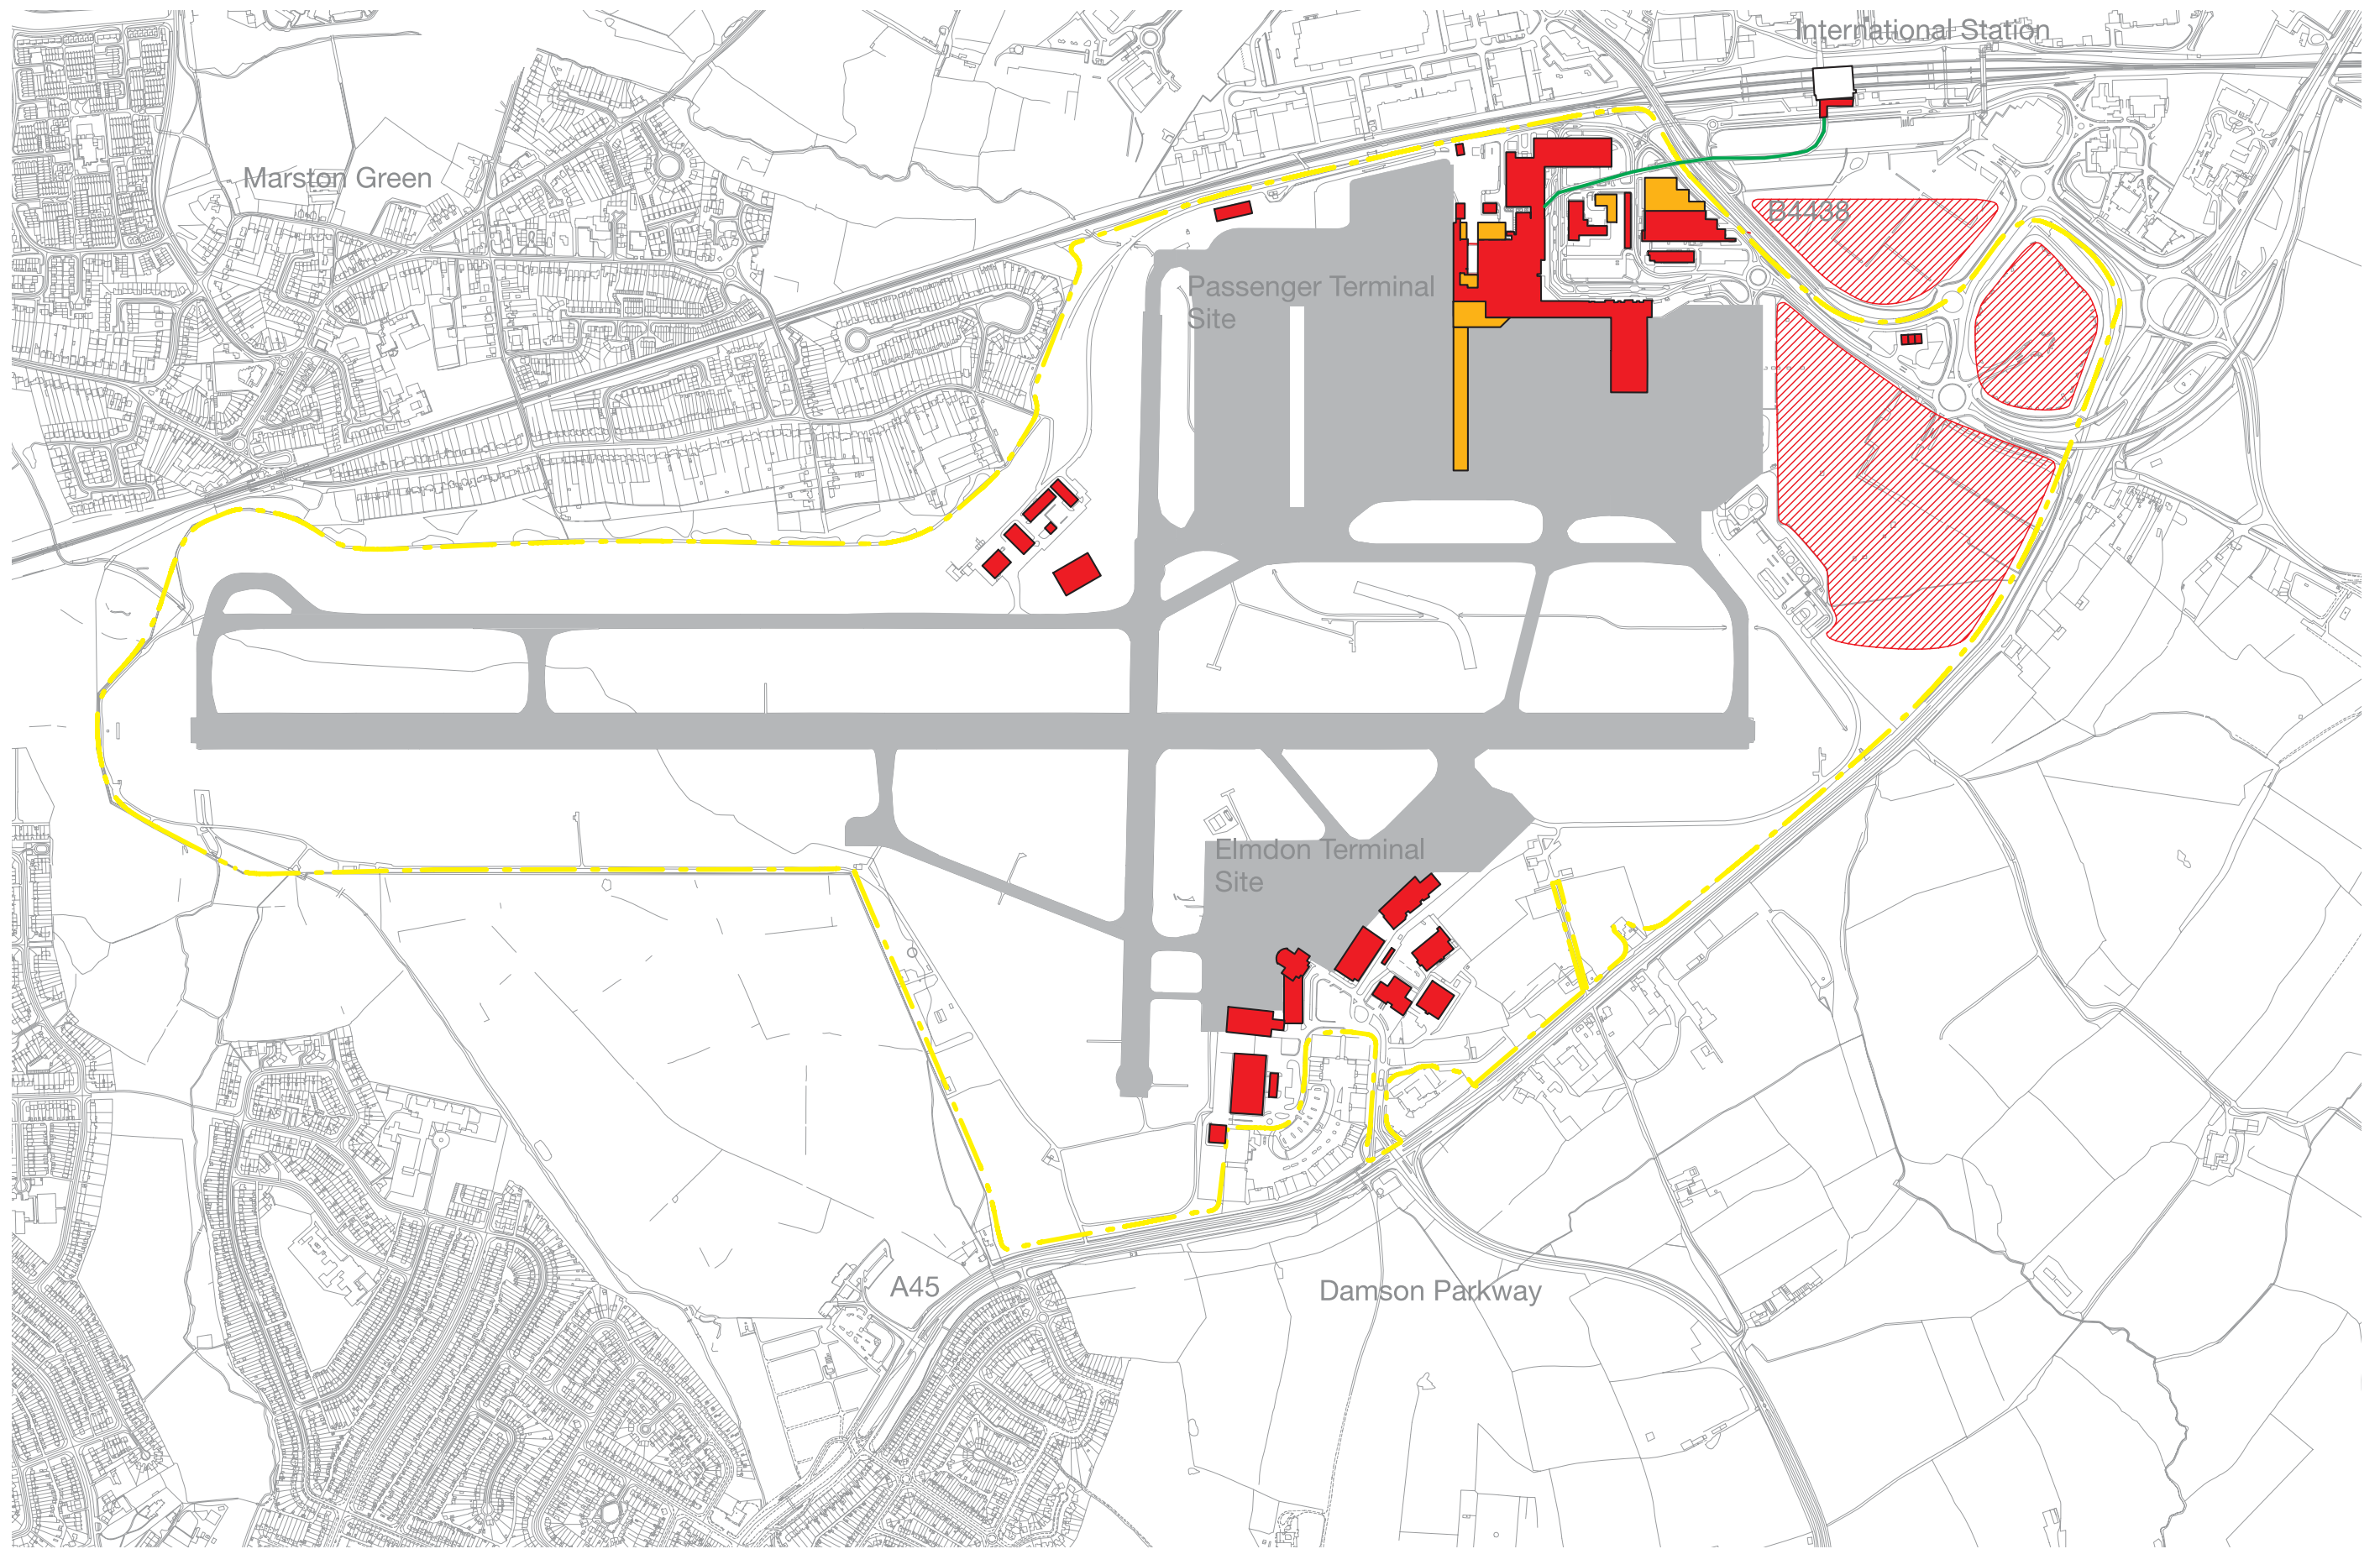 International Station
Marston Green
B4438
Passenger Terminal
Site
Elmdon Terminal
Site
A45
Damson Parkway